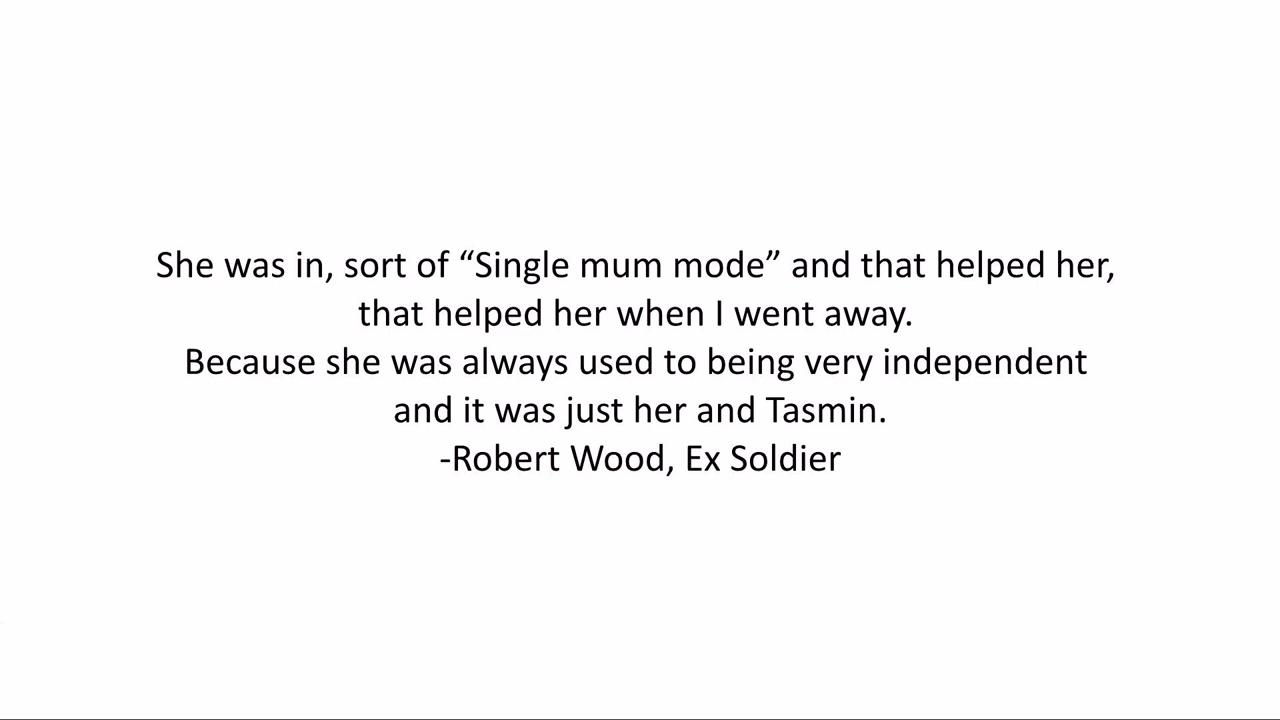 She was in, sort of “Single mum mode” and that helped her,
that helped her when I went away.
Because she was always used to being very independent
and it was just her and Tasmin.
-Robert Wood, Ex Soldier